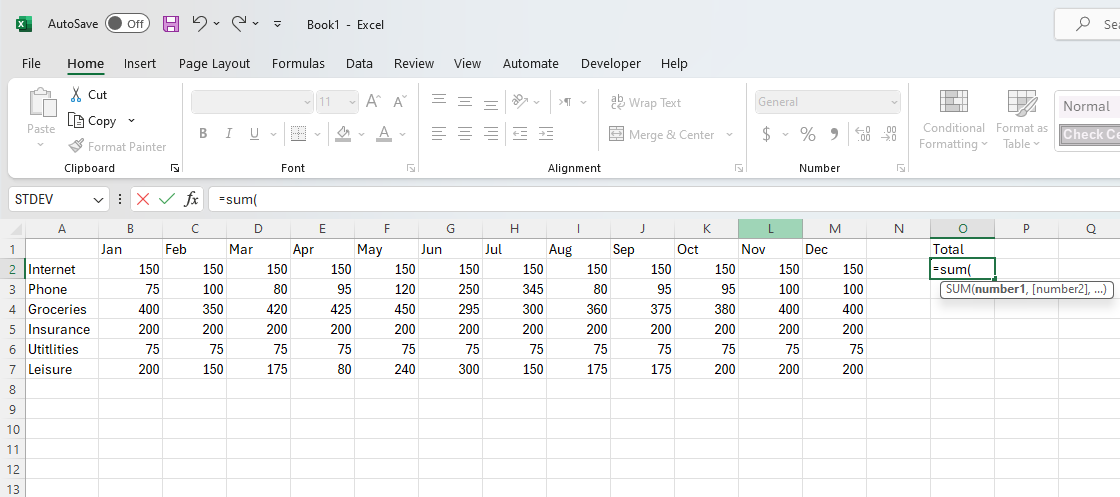 AutoSave Off Book1 - Excel
File Home Insert Page Layout Formulas Data Review View Automate Developer Help
Paste Cut Copy Format Painter
Clipboard
11 A A
B I U A
Font
ab Wrap Text
Merge & Center
Alignment
General
$ % 9 .00 .00
Number
Conditional Formatting
Format as Table
Normal
STDEV fx =sum(
A B C D E F G H I J K L M N O P Q
1 Jan Feb Mar Apr May Jun Jul Aug Sep Oct Nov Dec Total
2 Internet 150 150 150 150 150 150 150 150 150 150 150 150 =sum(
SUM(number1, [number2], ...)
3 Phone 75 100 80 95 120 250 345 80 95 95 100 100
4 Groceries 400 350 420 425 450 295 300 360 375 380 400 400
5 Insurance 200 200 200 200 200 200 200 200 200 200 200 200
6 Utitlities 75 75 75 75 75 75 75 75 75 75 75 75
7 Leisure 200 150 175 80 240 300 150 175 175 200 200 200
8
9
10
11
12
13